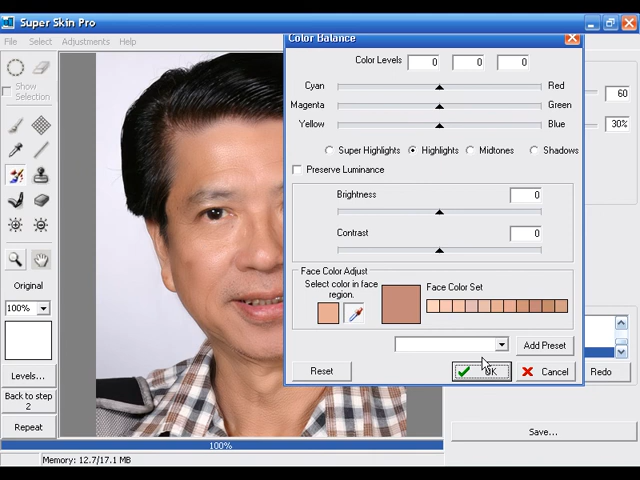 Super Skin Pro
File Select Adjustments Help
Show
Selection
Original
100%
Levels...
Back to step
2
Repeat
Color Balance
Color Levels 0 0 0
Cyan Red
Magenta Green
Yellow Blue
Super Highlights Highlights Midtones Shadows
Preserve Luminance
Brightness 0
Contrast 0
Face Color Adjust
Select color in face
region.
Face Color Set
Add Preset
Reset OK Cancel
60
30%
Redo
Save...
100%
Memory: 12.7/17.1 MB